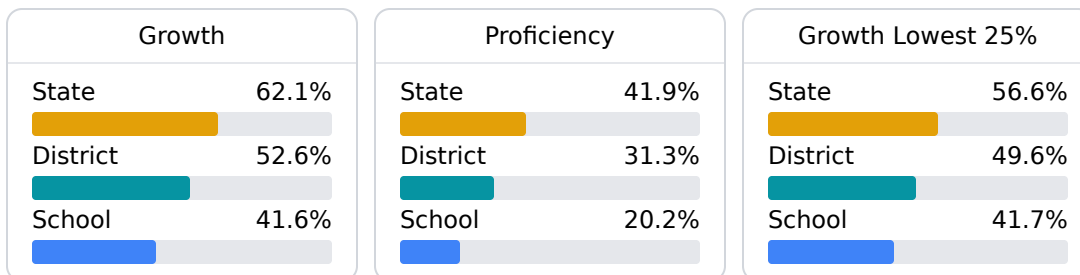 Growth
State 62.1%
District 52.6%
School 41.6%
Proficiency
State 41.9%
District 31.3%
School 20.2%
Growth Lowest 25%
State 56.6%
District 49.6%
School 41.7%